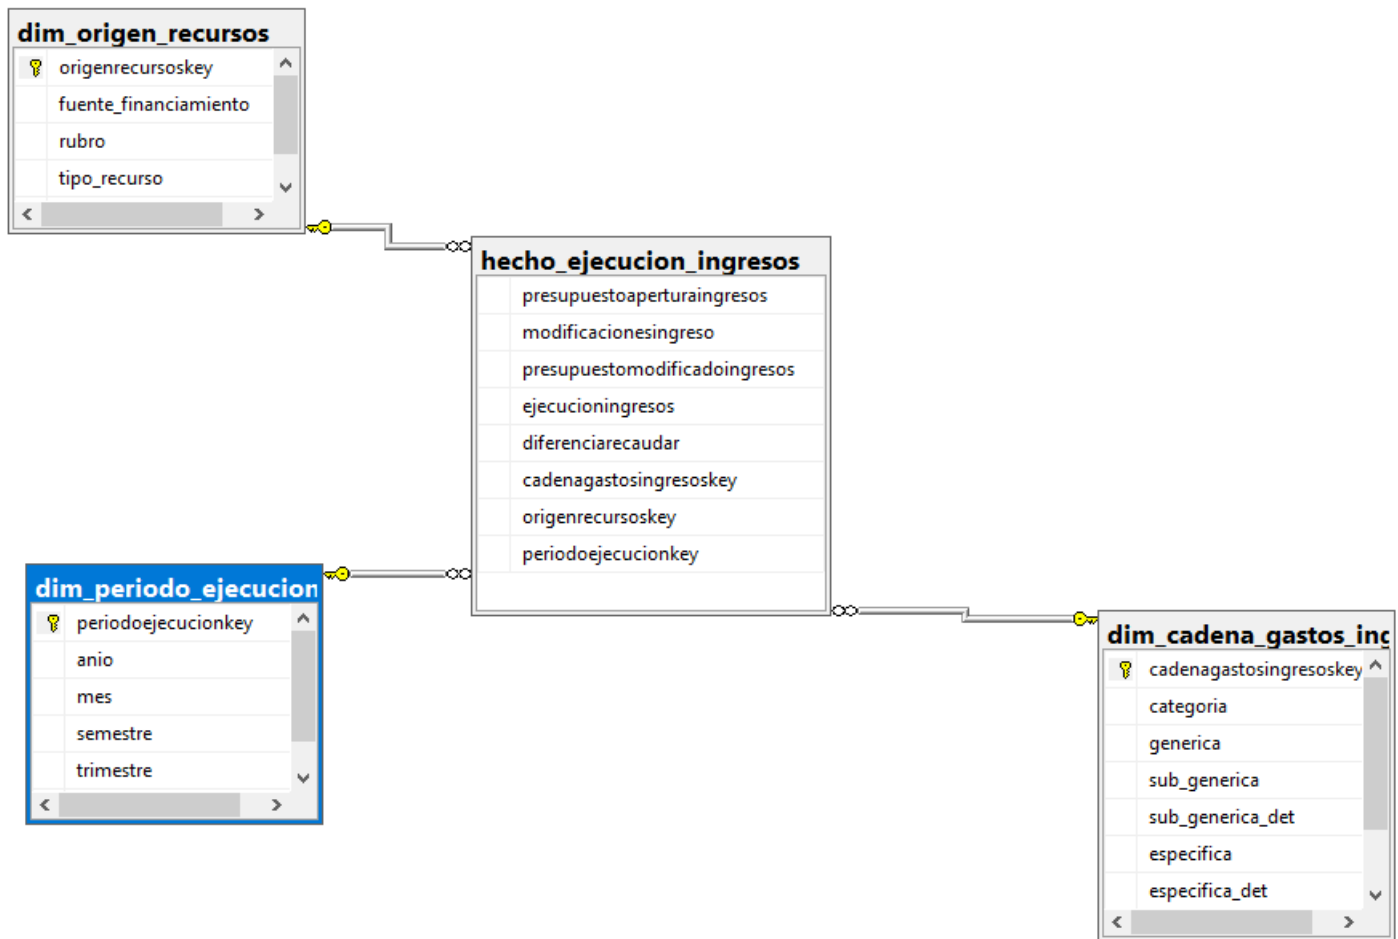 dim_origen_recursos
origenrecursoskey
fuente_financiamiento
rubro
tipo_recurso
hecho_ejecucion_ingresos
presupuestoaperturaingresos
modificacionesingreso
presupuestomodificadoingresos
ejecucioningresos
diferenciarecaudar
cadenagastosingresoskey
origenrecursoskey
periodoejecucionkey
dim_periodo_ejecucion
periodoejecucionkey
anio
mes
semestre
trimestre
dim_cadena_gastos_ing
cadenagastosingresoskey
categoria
generica
sub_generica
sub_generica_det
especifica
especifica_det